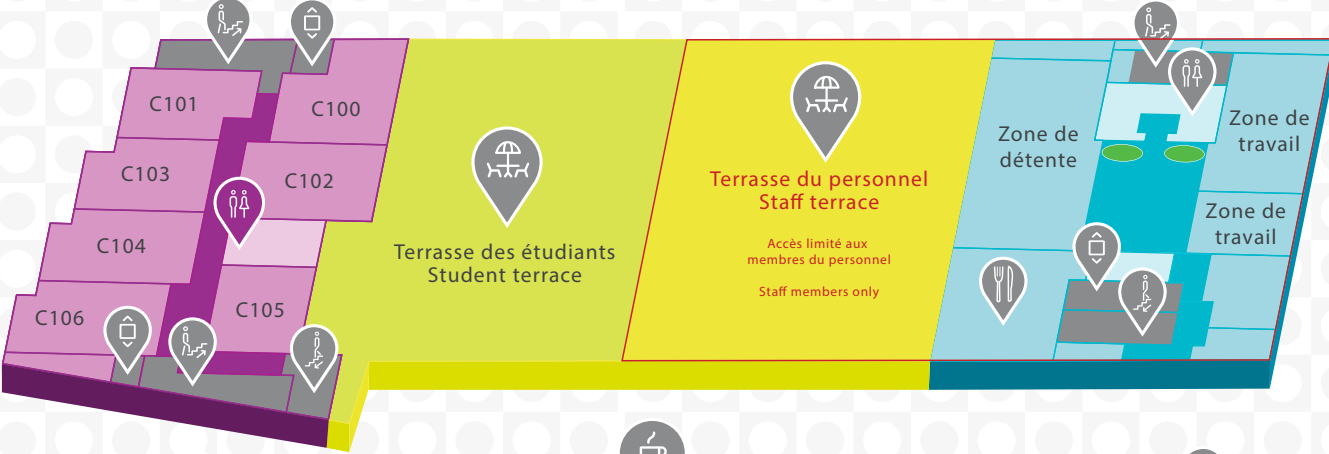 C101
C100
C103
C102
C104
C105
C106
Terrasse des étudiants
Student terrace
Terrasse du personnel
Staff terrace
Accès limité aux
membres du personnel
Staff members only
Zone de
détente
Zone de
travail
Zone de
travail